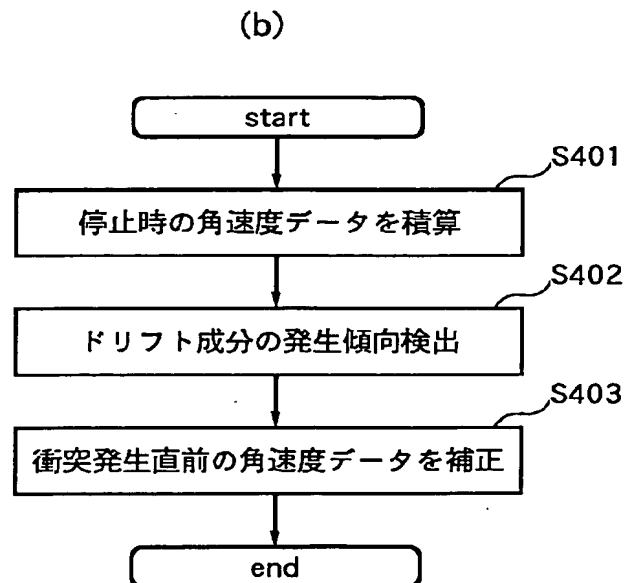 (b)
start
S401
停止時の角速度データを積算
S402
ドリフト成分の発生傾向検出
S403
衝突発生直前の角速度データを補正
end